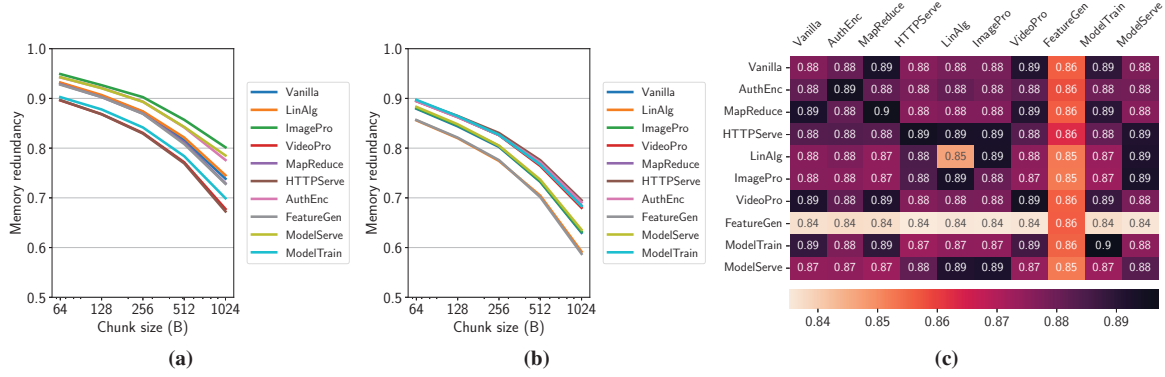 1.0
0.9
0.8
0.7
0.6
0.5
Memory redundancy
64 128 256 512 1024
Chunk size (B)
Vanilla
LinAlg
ImagePro
VideoPro
MapReduce
HTTPServe
AuthEnc
FeatureGen
ModelServe
ModelTrain
(a)
1.0
0.9
0.8
0.7
0.6
0.5
Memory redundancy
64 128 256 512 1024
Chunk size (B)
Vanilla
LinAlg
ImagePro
VideoPro
MapReduce
HTTPServe
AuthEnc
FeatureGen
ModelServe
ModelTrain
(b)
Vanilla AuthEnc MapReduce HTTPServe LinAlg ImagePro VideoPro FeatureGen ModelTrain ModelServe
Vanilla 0.88 0.88 0.89 0.88 0.88 0.88 0.89 0.86 0.89 0.88
AuthEnc 0.88 0.89 0.88 0.88 0.88 0.88 0.88 0.86 0.88 0.88
MapReduce 0.89 0.88 0.9 0.88 0.88 0.88 0.89 0.86 0.89 0.88
HTTPServe 0.88 0.88 0.88 0.89 0.89 0.89 0.88 0.86 0.88 0.89
LinAlg 0.88 0.88 0.87 0.88 0.85 0.89 0.88 0.85 0.87 0.89
ImagePro 0.88 0.88 0.87 0.88 0.89 0.88 0.87 0.85 0.87 0.89
VideoPro 0.89 0.88 0.89 0.88 0.88 0.88 0.89 0.86 0.89 0.88
FeatureGen 0.84 0.84 0.84 0.84 0.84 0.84 0.84 0.86 0.84 0.84
ModelTrain 0.89 0.88 0.89 0.87 0.87 0.87 0.89 0.86 0.9 0.88
ModelServe 0.87 0.87 0.87 0.88 0.89 0.89 0.87 0.85 0.87 0.88
0.84 0.85 0.86 0.87 0.88 0.89
(c)